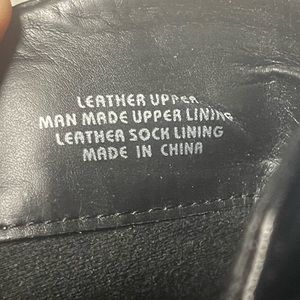 LEATHER UPPER
MAN MADE UPPER LINING
LEATHER SOCK LINING
MADE IN CHINA